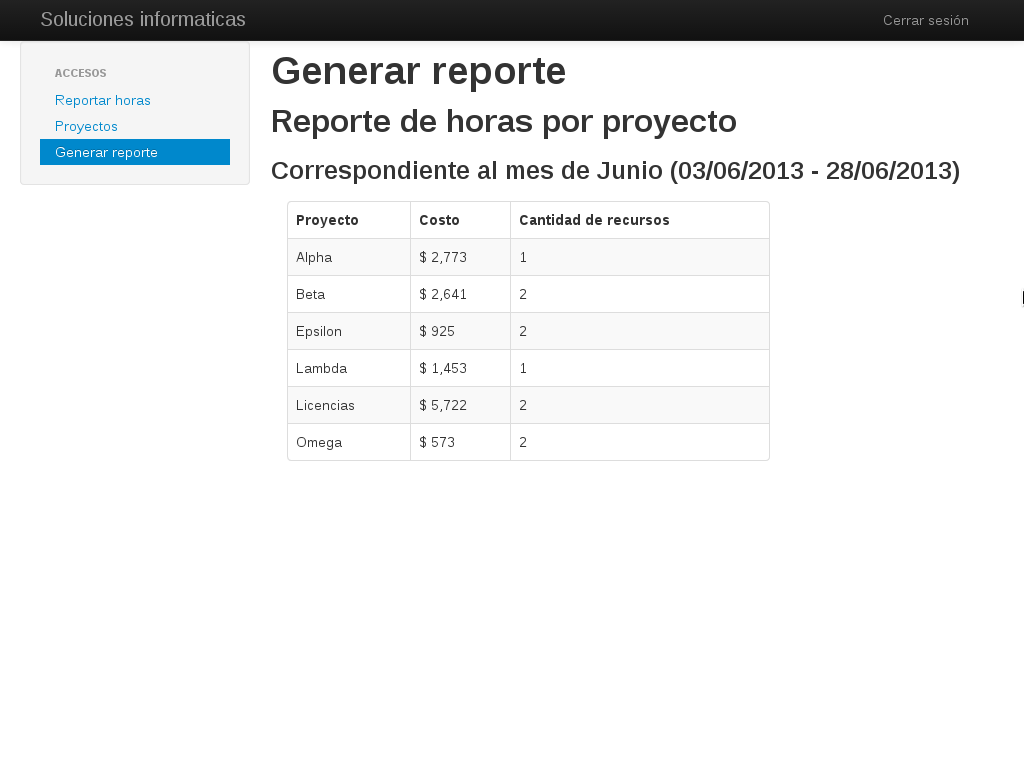 Soluciones informaticas
Cerrar sesión
ACCESOS
Reportar horas
Proyectos
Generar reporte
Generar reporte
Reporte de horas por proyecto
Correspondiente al mes de Junio (03/06/2013 - 28/06/2013)
Proyecto Costo Cantidad de recursos
Alpha $ 2,773 1
Beta $ 2,641 2
Epsilon $ 925 2
Lambda $ 1,453 1
Licencias $ 5,722 2
Omega $ 573 2